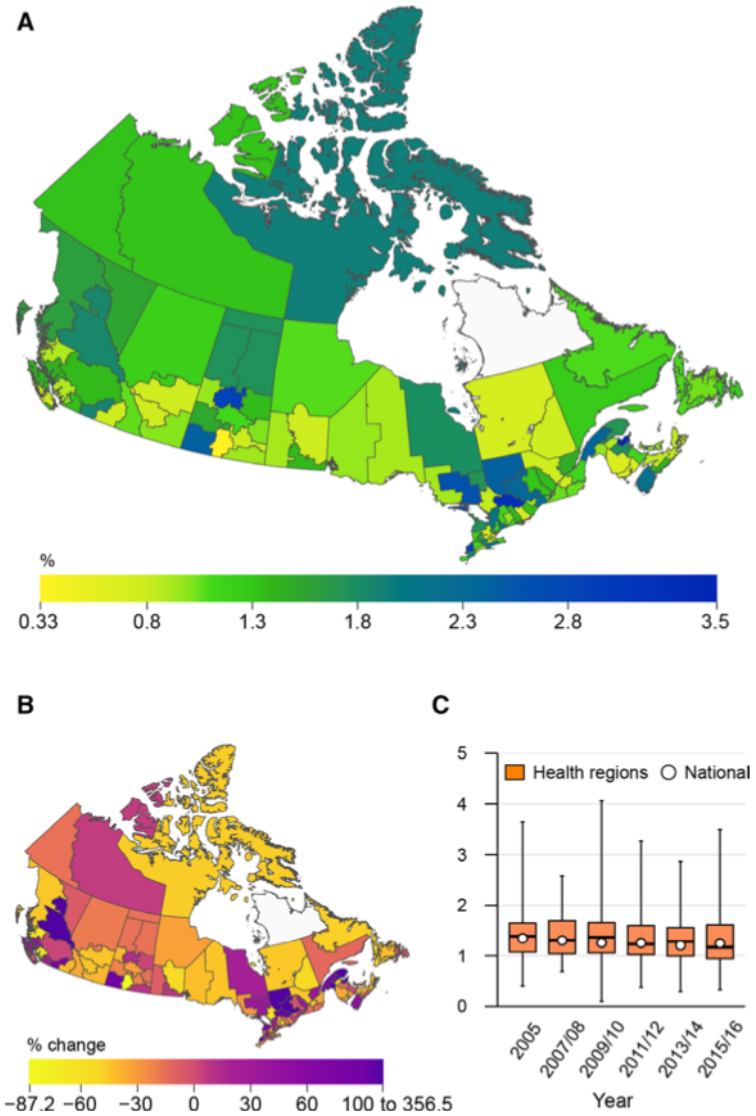 A
%
0.33 0.8 1.3 1.8 2.3 2.8 3.5
B
% change
−87.2 −60 −30 0 30 60 100 to 356.5
C
5
Health regions National
4
3
2
1
0
2005 2007/08 2009/10 2011/12 2013/14 2015/16
Year